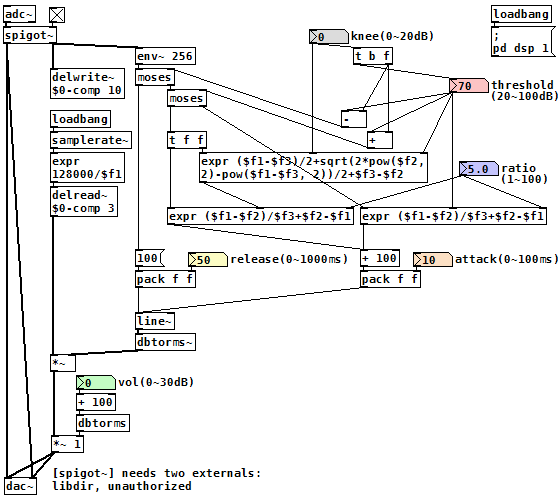 adc~
loadbang
spigot~
;
pd dsp 1
0
knee(0~20dB)
t b f
env~ 256
moses
delwrite~
$0-comp 10
70
threshold
(20~100dB)
moses
loadbang
-
samplerate~
t f f
+
expr
128000/$f1
expr ($f1-$f3)/2+sqrt(2*pow($f2,
2)-pow($f1-$f3, 2))/2+$f3-$f2
5.0
ratio
(1~100)
delread~
$0-comp 3
expr ($f1-$f2)/$f3+$f2-$f1
expr ($f1-$f2)/$f3+$f2-$f1
100
50
release(0~1000ms)
+ 100
10
attack(0~100ms)
pack f f
pack f f
line~
dbtorms~
*~
0
vol(0~30dB)
+ 100
dbtorms
*~ 1
[spigot~] needs two externals:
libdir, unauthorized
dac~